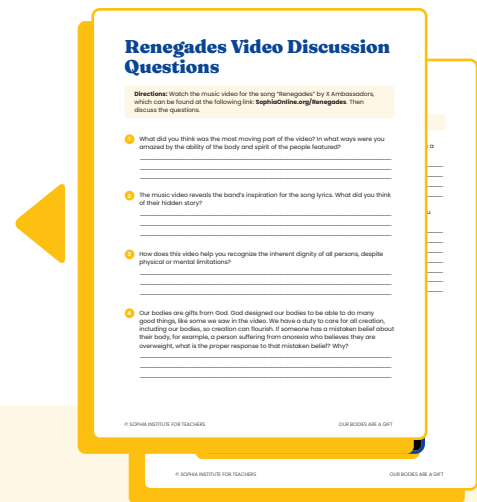 Renegades Video Discussion
Questions
Directions: Watch the music video for the song "Renegades" by X Ambassadors,
which can be found at the following link: SophiaOnline.org/Renegades. Then
discuss the questions.
1 What did you think was the most moving part of the video? In what ways were you
amazed by the ability of the body and spirit of the people featured?
2 The music video reveals the band's inspiration for the song lyrics. What did you think
of their hidden story?
3 How does this video help you recognize the inherent dignity of all persons, despite
physical or mental limitations?
4 Our bodies are gifts from God. God designed our bodies to be able to do many
good things, like some we saw in the video. We have a duty to care for all creation,
including our bodies, so creation can flourish. If someone has a mistaken belief about
their body, for example, a person suffering from anorexia who believes they are
overweight, what is the proper response to that mistaken belief? Why?
© SOPHIA INSTITUTE FOR TEACHERS OUR BODIES ARE A GIFT
a
© SOPHIA INSTITUTE FOR TEACHERS OUR BODIES ARE A GIFT